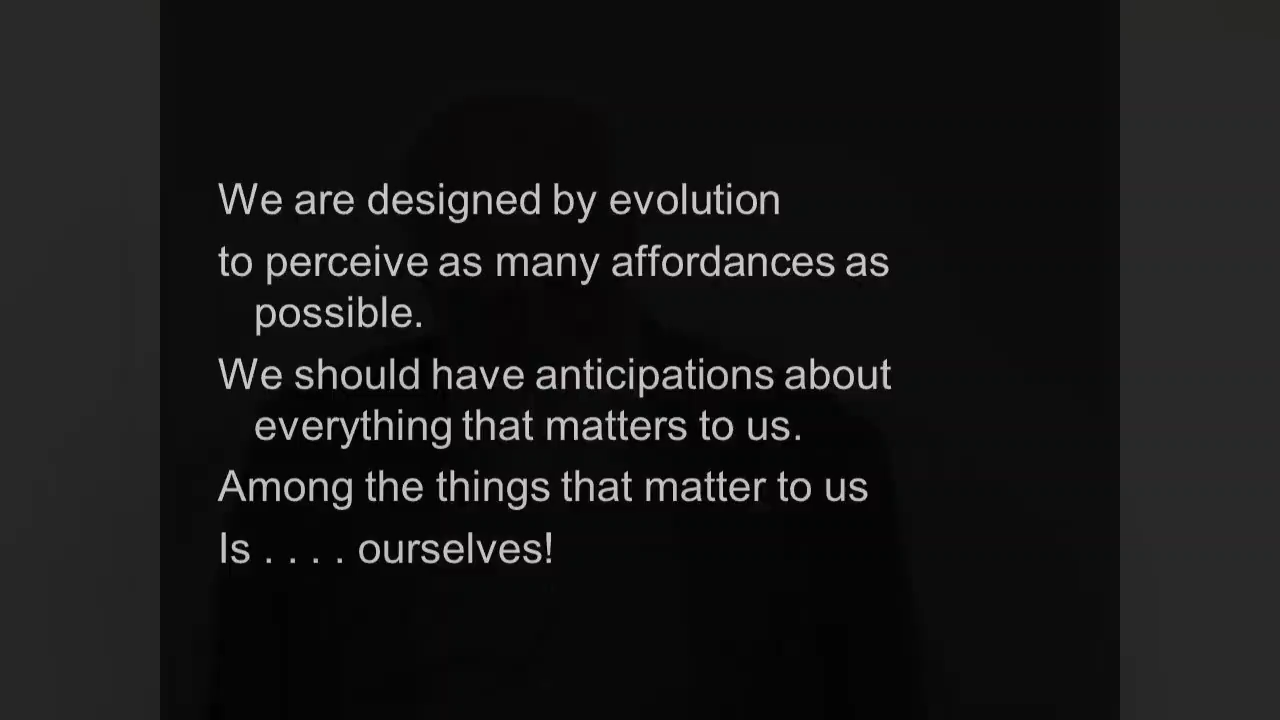 We are designed by evolution
to perceive as many affordances as
possible.
We should have anticipations about
everything that matters to us.
Among the things that matter to us
Is . . . . ourselves!